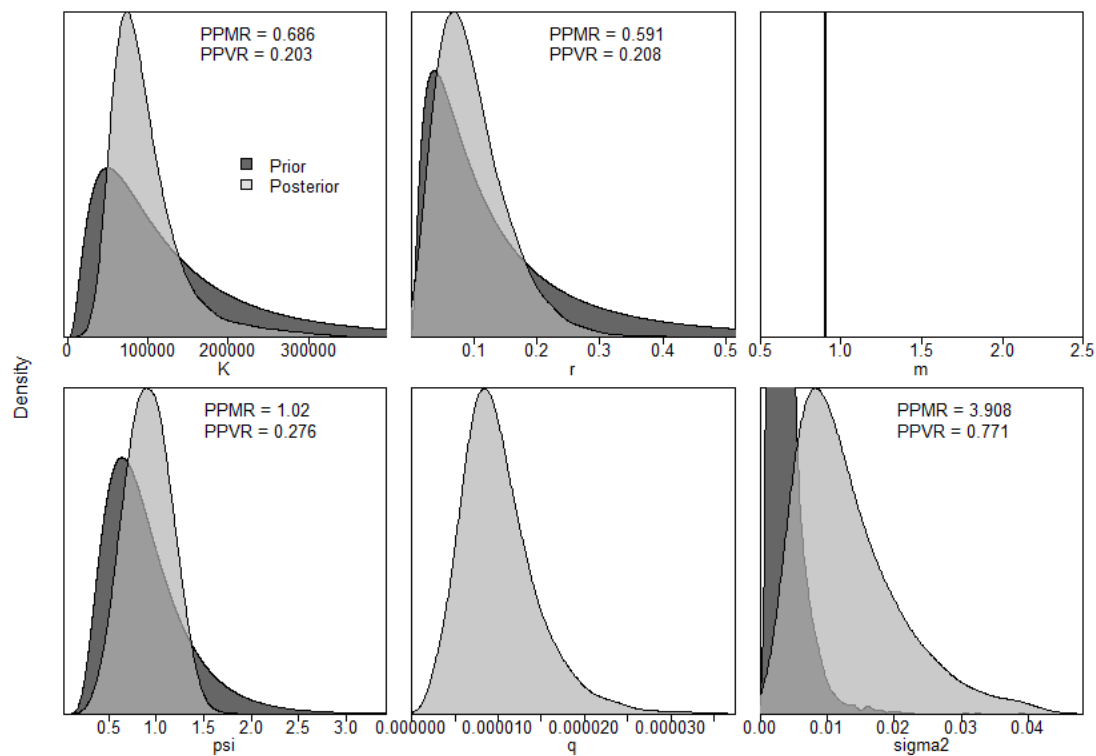 PPMR = 0.686
PPVR = 0.203
Prior
Posterior
0 100000 200000 300000
K
PPMR = 0.591
PPVR = 0.208
0.1 0.2 0.3 0.4 0.5
r
0.5 1.0 1.5 2.0 2.5
m
Density
PPMR = 1.02
PPVR = 0.276
0.5 1.0 1.5 2.0 2.5 3.0
psi
0.000000 0.000010 0.000020 0.000030
q
PPMR = 3.908
PPVR = 0.771
0.00 0.01 0.02 0.03 0.04
sigma2